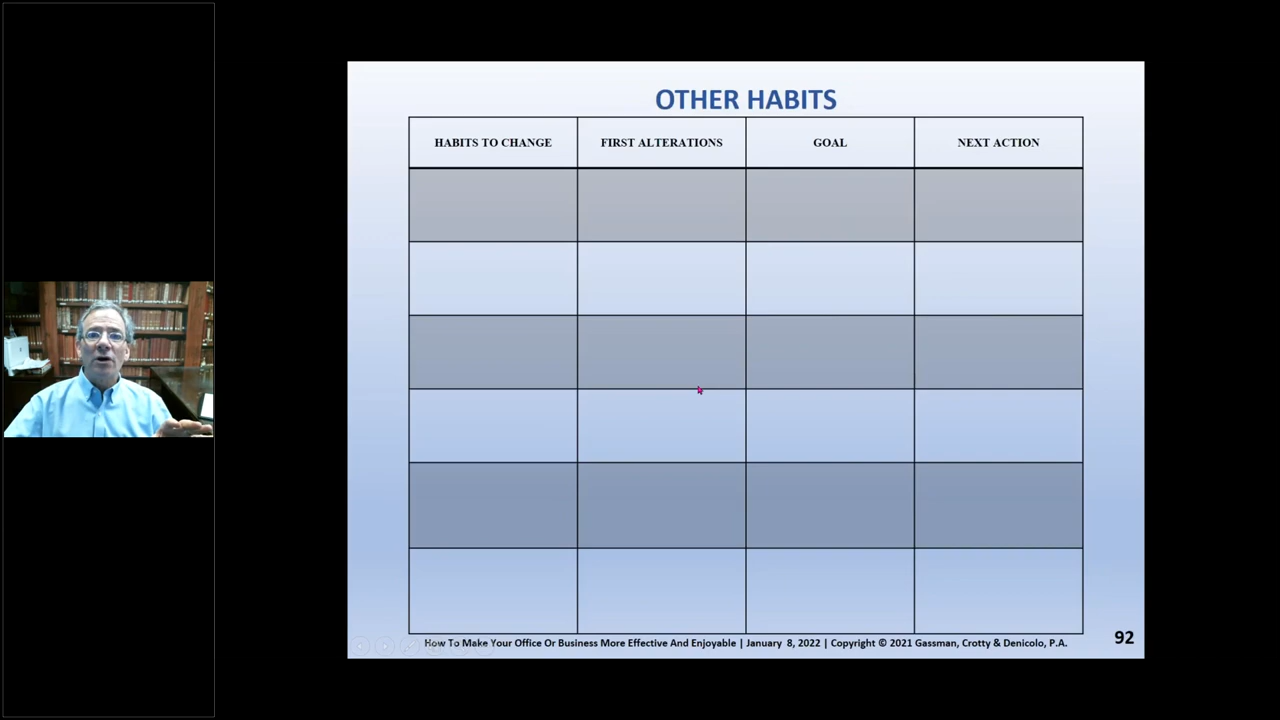 OTHER HABITS
HABITS TO CHANGE
FIRST ALTERATIONS
GOAL
NEXT ACTION
How To Make Your Office Or Business More Effective And Enjoyable | January 8, 2022 | Copyright © 2021 Gassman, Crotty & Denicolo, P.A.
92